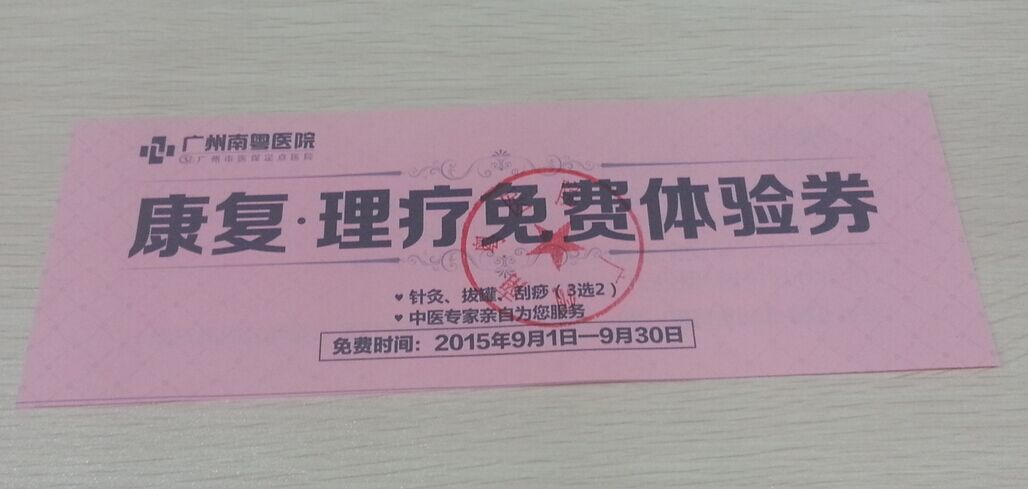 广州南粤医院
广州市医保定点医院
康复·理疗免费体验券
♥ 针灸、拔罐、刮痧（3选2）
♥ 中医专家亲自为您服务
免费时间：2015年9月1日—9月30日